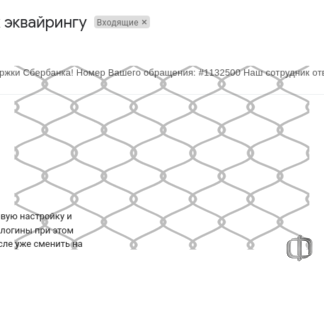 эквайрингу Входящие ×
ржки Сбербанка! Номер Вашего обращения: #1132500 Наш сотрудник отв
вую настройку и
логины при этом
сле уже сменить на